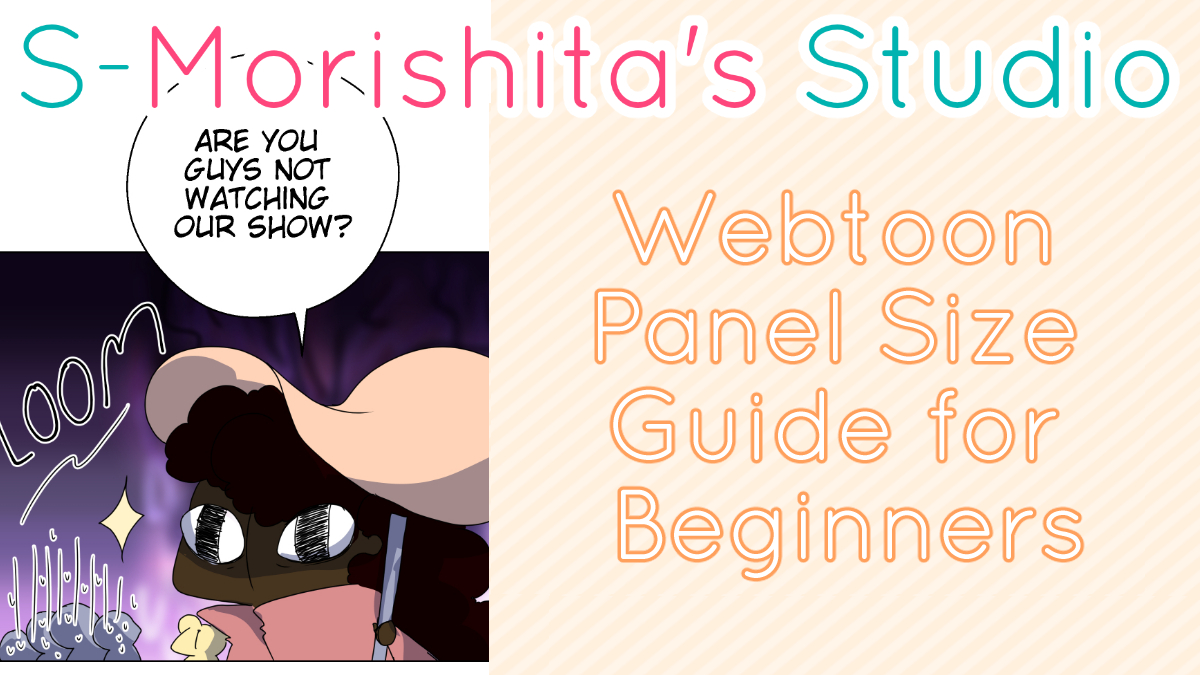 S-Morishita's Studio
ARE YOU
GUYS NOT
WATCHING
OUR SHOW?
LOOM
Webtoon
Panel Size
Guide for
Beginners